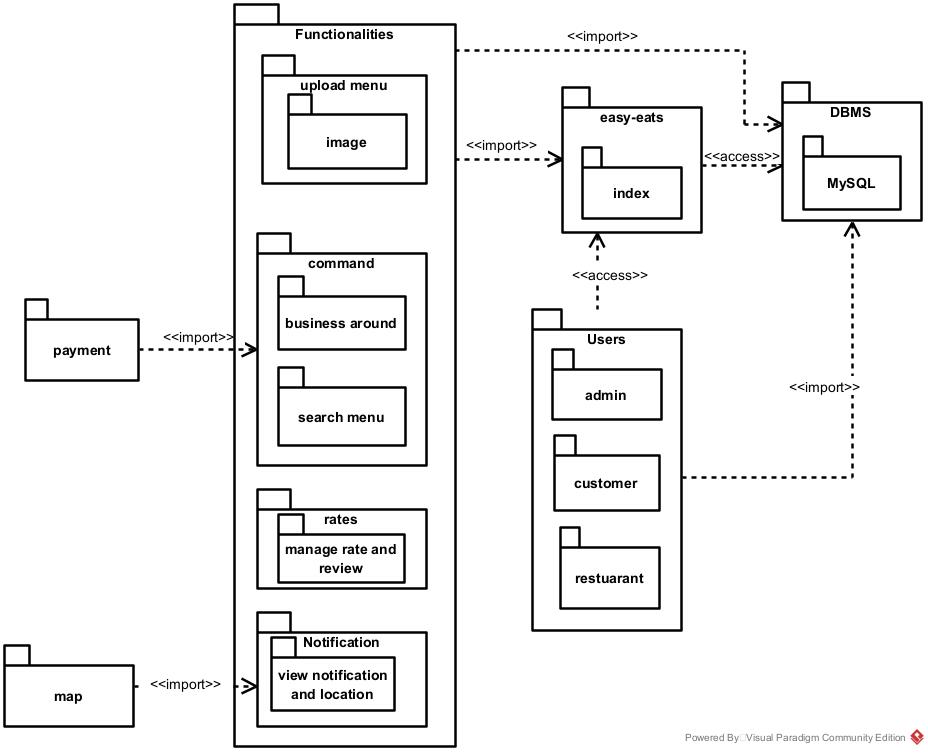 Functionalities
<<import>>
upload menu
image
easy-eats
DBMS
<<import>>
<<access>>
index
MySQL
command
<<access>>
business around
payment
<<import>>
Users
search menu
admin
<<import>>
customer
rates
manage rate and
review
restuarant
Notification
view notification
and location
map
<<import>>
Powered By□Visual Paradigm Community Edition